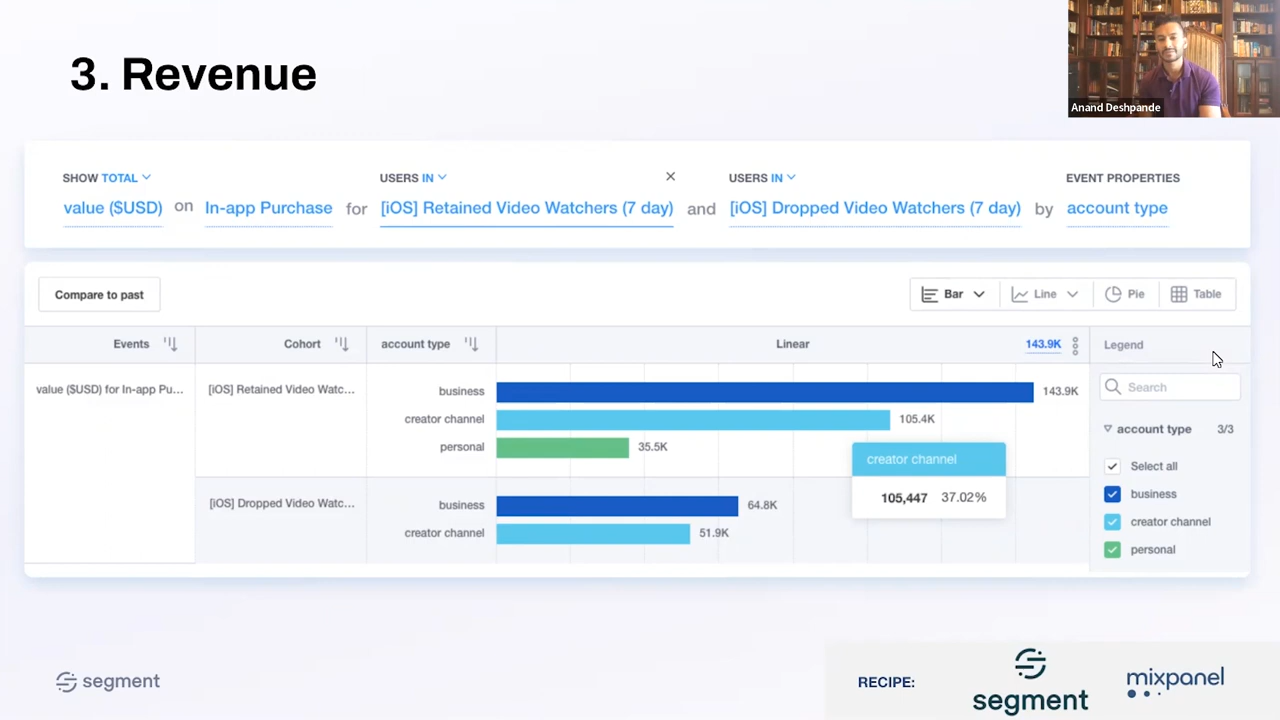 3. Revenue
Anand Deshpande
SHOW TOTAL
value ($USD) on In-app Purchase for
USERS IN
[iOS] Retained Video Watchers (7 day) and
USERS IN
[iOS] Dropped Video Watchers (7 day) by
EVENT PROPERTIES
account type
Compare to past
Bar Line Pie Table
Events Cohort account type Linear 143.9K Legend
value ($USD) for In-app Pu... [iOS] Retained Video Watc... business 143.9K
creator channel 105.4K
personal 35.5K
creator channel
105,447 37.02%
[iOS] Dropped Video Watc... business 64.8K
creator channel 51.9K
Search
account type 3/3
Select all
business
creator channel
personal
segment
RECIPE:
segment
mixpanel